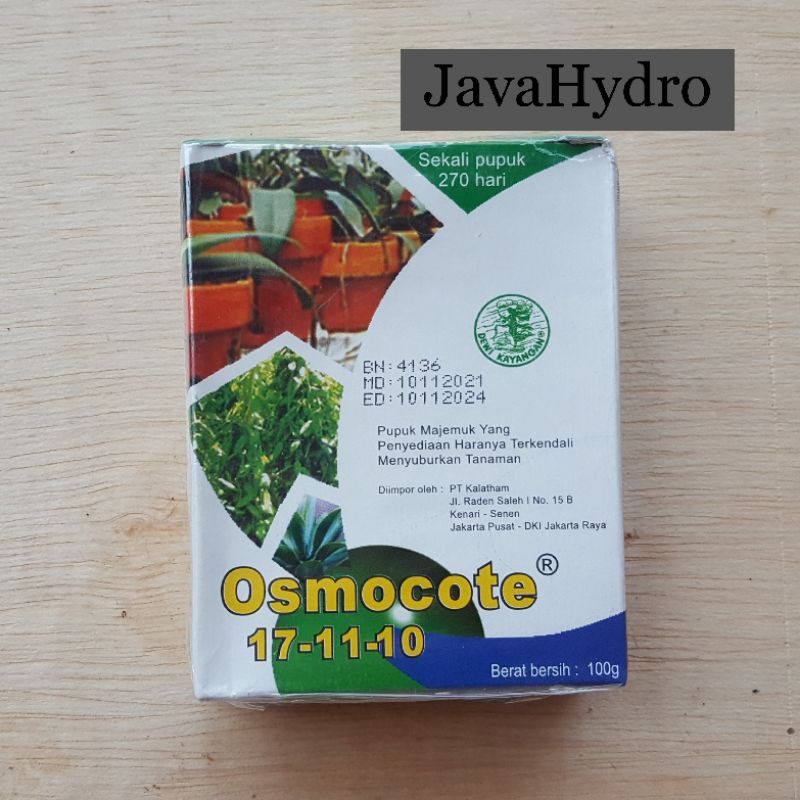 JavaHydro
Sekali pupuk
270 hari
DEWI KAYANGAN®
BN:4136
MD:10112021
ED:10112024
Pupuk Majemuk Yang
Penyediaan Haranya Terkendali
Menyuburkan Tanaman
Diimpor oleh : PT Kalatham
Jl. Raden Saleh I No. 15 B
Kenari - Senen
Jakarta Pusat - DKI Jakarta Raya
Osmocote®
17-11-10
Berat bersih : 100g